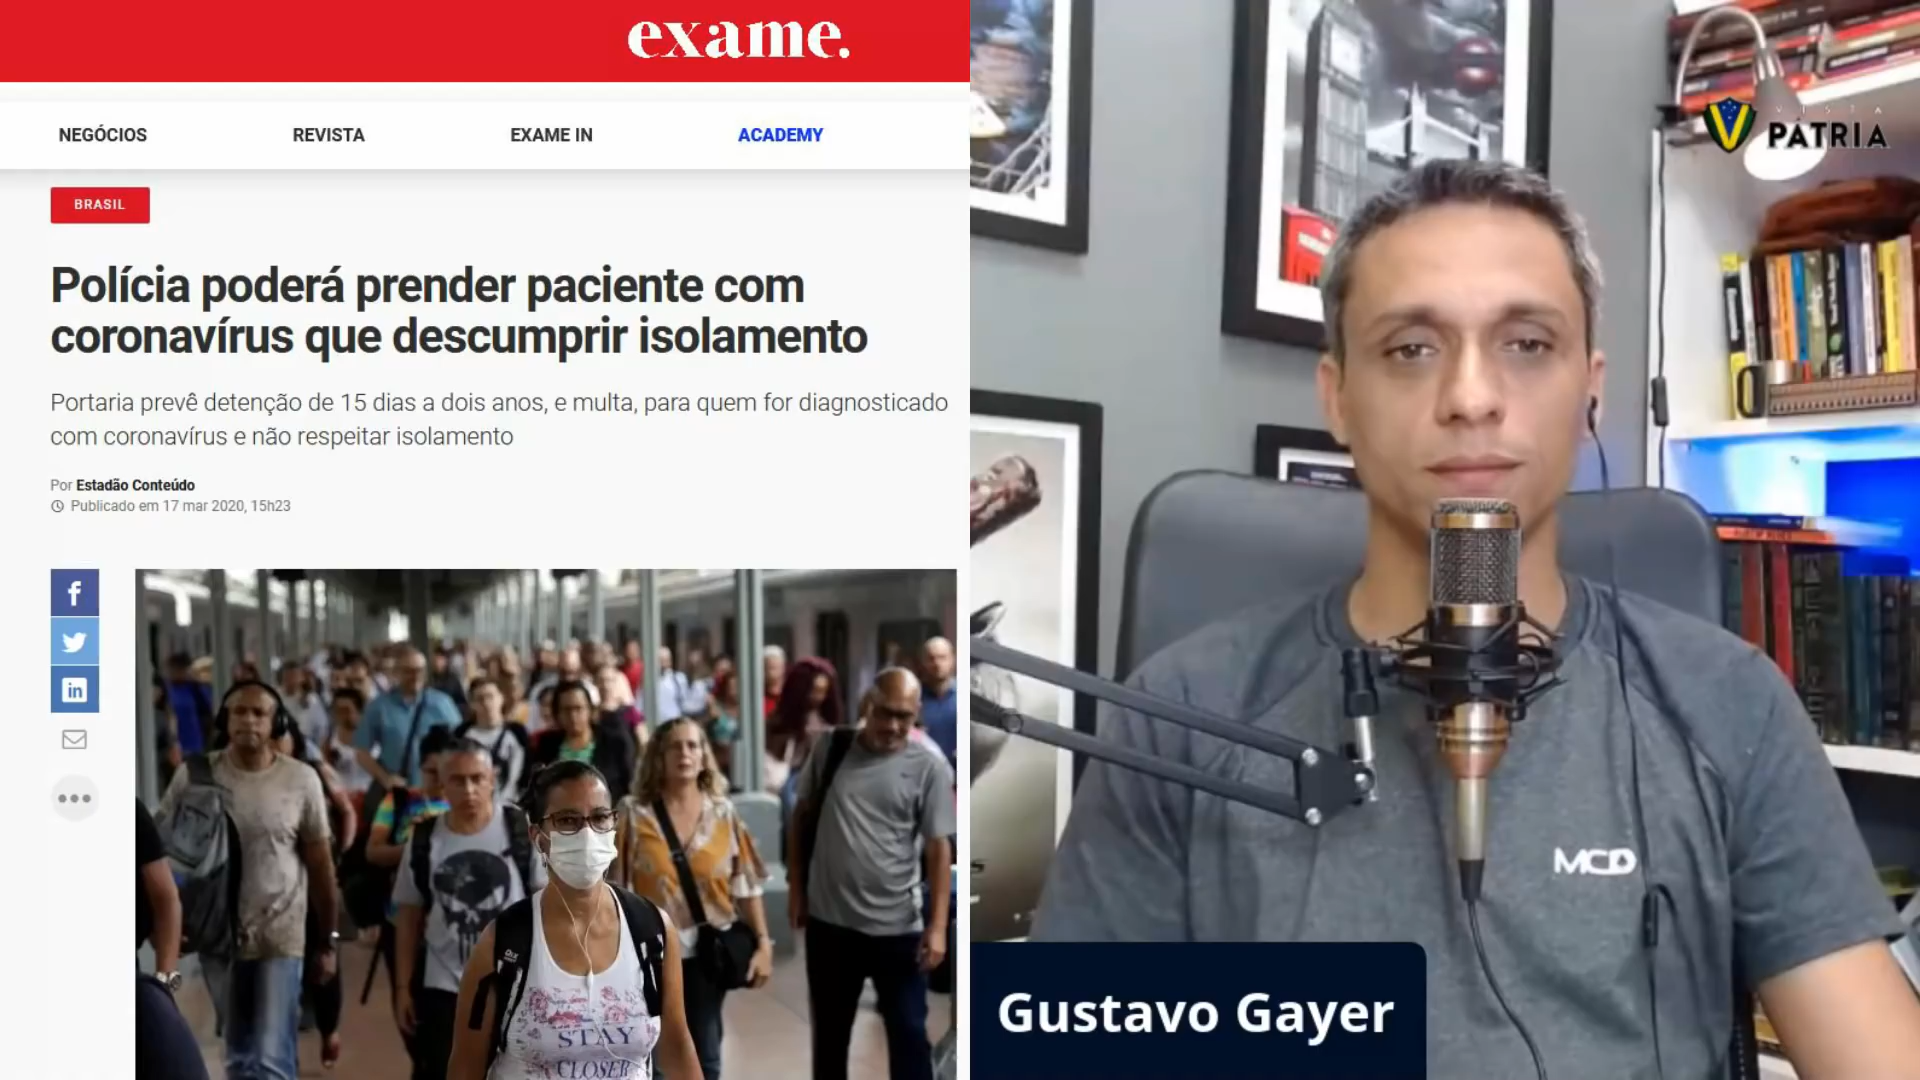 exame.
NEGÓCIOS REVISTA EXAME IN ACADEMY
BRASIL
Polícia poderá prender paciente com
coronavírus que descumprir isolamento
Portaria prevê detenção de 15 dias a dois anos, e multa, para quem for diagnosticado
com coronavírus e não respeitar isolamento
Por Estadão Conteúdo
Publicado em 17 mar 2020, 15h23
STAY
CLOSER
VISTA
PÁTRIA
MCD
Gustavo Gayer